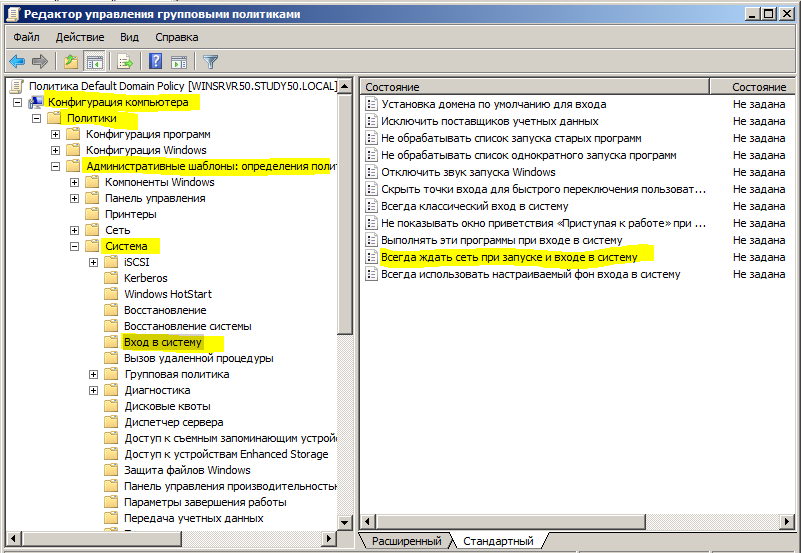 Редактор управления групповыми политиками
Файл Действие Вид Справка
Политика Default Domain Policy [WINSRVR50.STUDY50.LOCAL]
Конфигурация компьютера
Политики
Конфигурация программ
Конфигурация Windows
Административные шаблоны: определения полит
Компоненты Windows
Панель управления
Принтеры
Сеть
Система
iSCSI
Kerberos
Windows HotStart
Восстановление
Восстановление системы
Вход в систему
Вызов удаленной процедуры
Групповая политика
Диагностика
Дисковые квоты
Диспетчер сервера
Доступ к съемным запоминающим устрой
Доступ к устройствам Enhanced Storage
Защита файлов Windows
Панель управления производительность
Параметры завершения работы
Передача учетных данных
Состояние Состояние
Установка домена по умолчанию для входа Не задана
Исключить поставщиков учетных данных Не задана
Не обрабатывать список запуска старых программ Не задана
Не обрабатывать список однократного запуска программ Не задана
Отключить звук запуска Windows Не задана
Скрыть точки входа для быстрого переключения пользоват... Не задана
Всегда классический вход в систему Не задана
Не показывать окно приветствия «Приступая к работе» при ... Не задана
Выполнять эти программы при входе в систему Не задана
Всегда ждать сеть при запуске и входе в систему Не задана
Всегда использовать настраиваемый фон входа в систему Не задана
Расширенный Стандартный